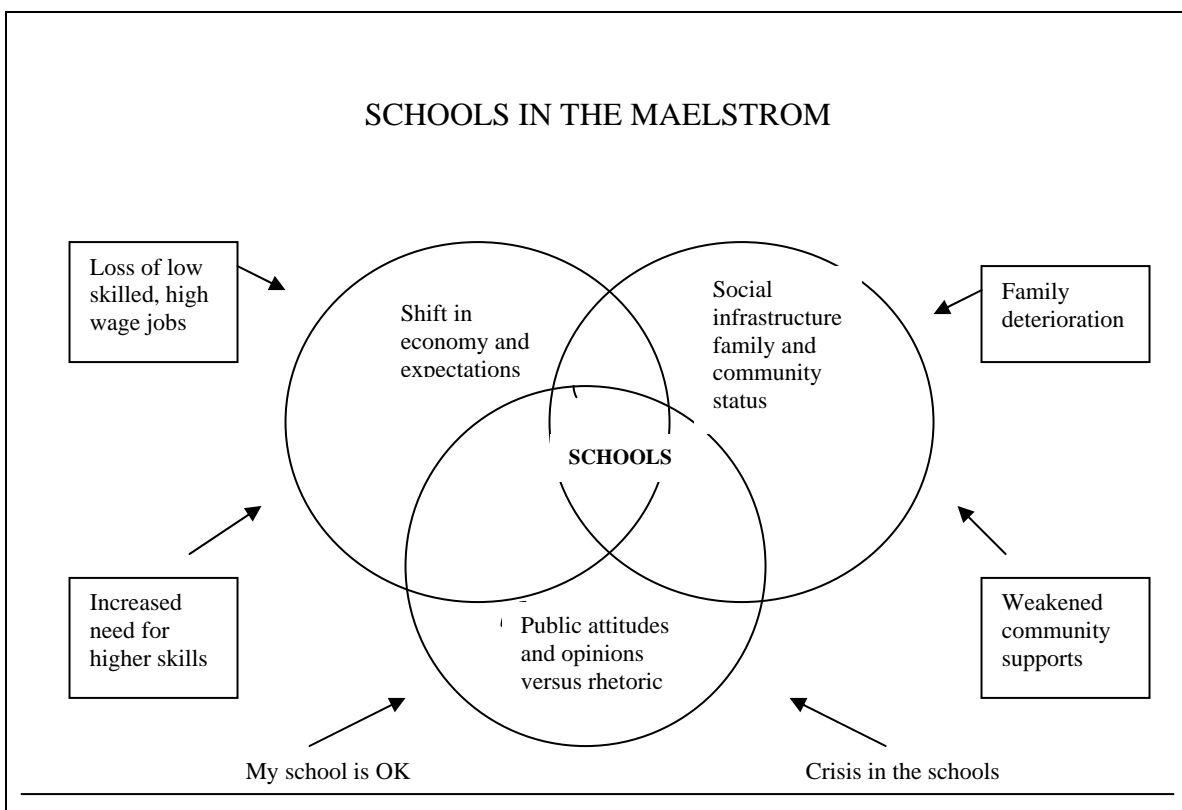 SCHOOLS IN THE MAELSTROM
Loss of low
skilled, high
wage jobs
Shift in
economy and
expectations
Social
infrastructure
family and
community
status
Family
deterioration
SCHOOLS
Increased
need for
higher skills
Public attitudes
and opinions
versus rhetoric
Weakened
community
supports
My school is OK
Crisis in the schools